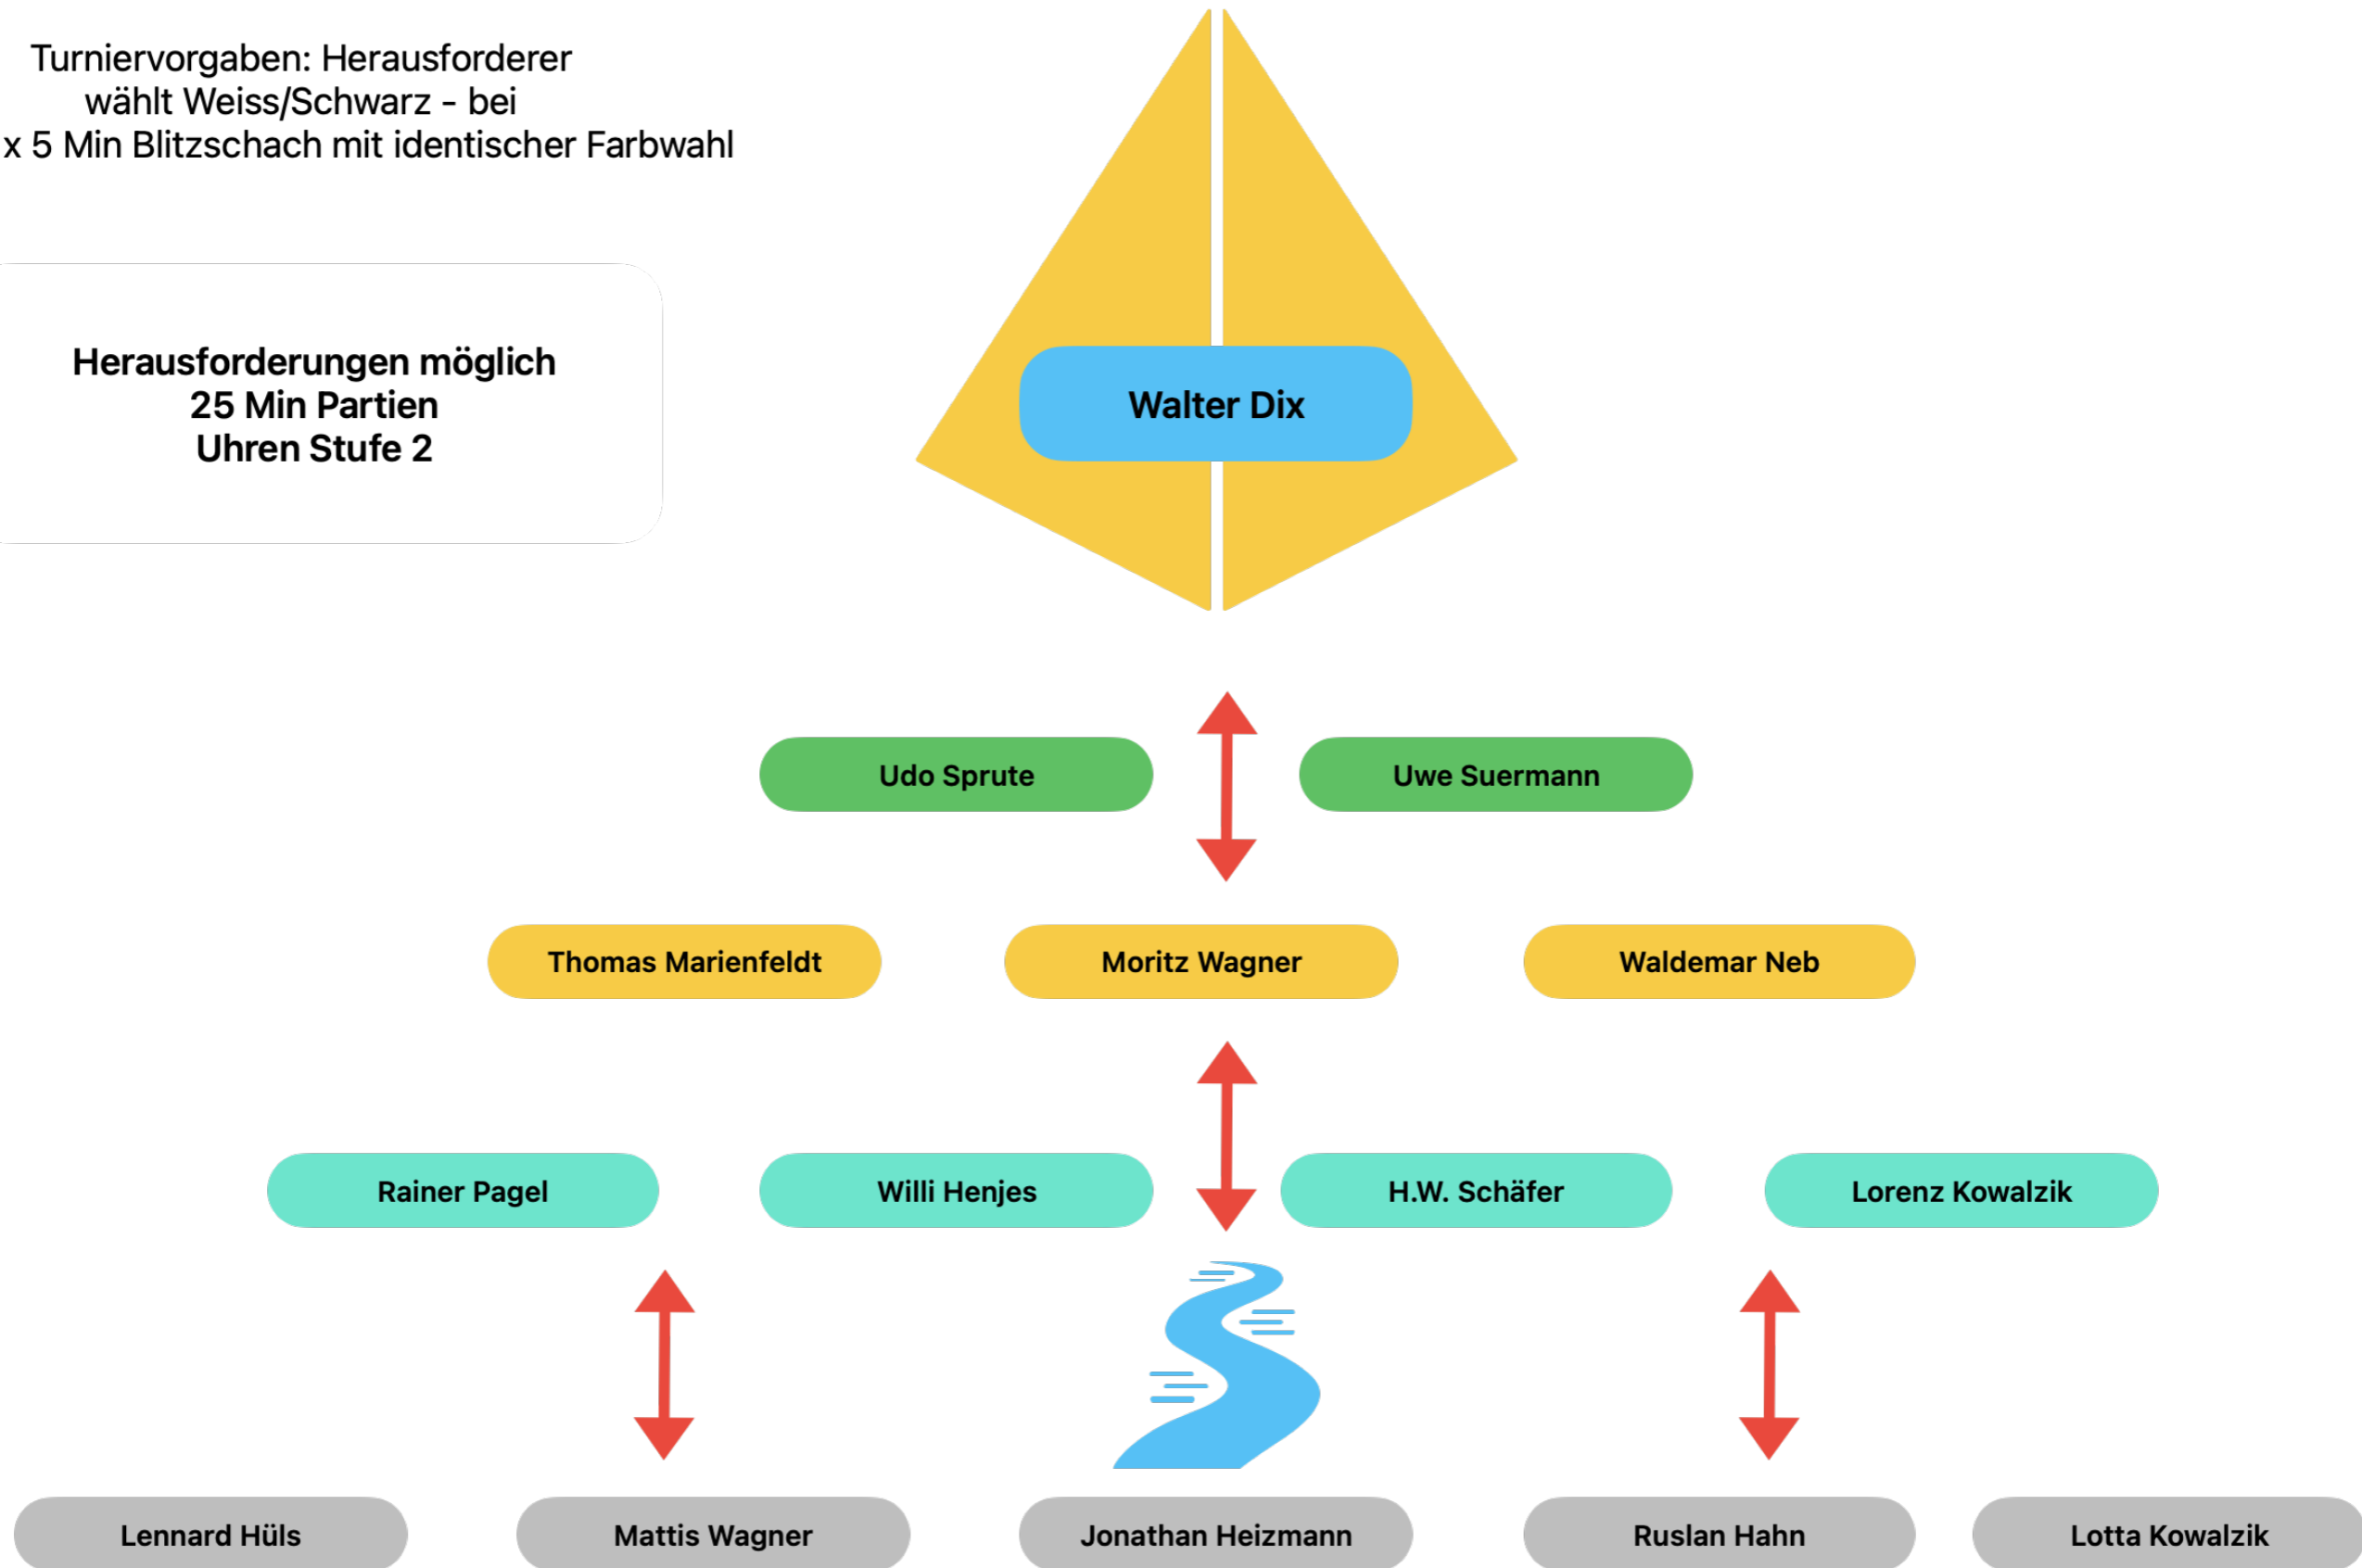 Turniervorgaben: Herausforderer
wählt Weiss/Schwarz - bei
x 5 Min Blitzschach mit identischer Farbwahl
Herausforderungen möglich
25 Min Partien
Uhren Stufe 2
Walter Dix
Udo Sprute
Uwe Suermann
Thomas Marienfeldt
Moritz Wagner
Waldemar Neb
Rainer Pagel
Willi Henjes
H.W. Schäfer
Lorenz Kowalzik
Lennard Hüls
Mattis Wagner
Jonathan Heizmann
Ruslan Hahn
Lotta Kowalzik